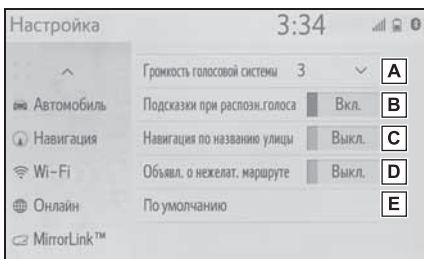 Настройка 3:34
Громкость голосовой системы 3 A
Автомобиль Подсказки при распозн.голоса Вкл. B
Навигация Навигация по названию улицы Выкл. C
Wi-Fi Объявл. о нежелат. маршруте Выкл. D
Онлайн По умолчанию E
MirrorLink™